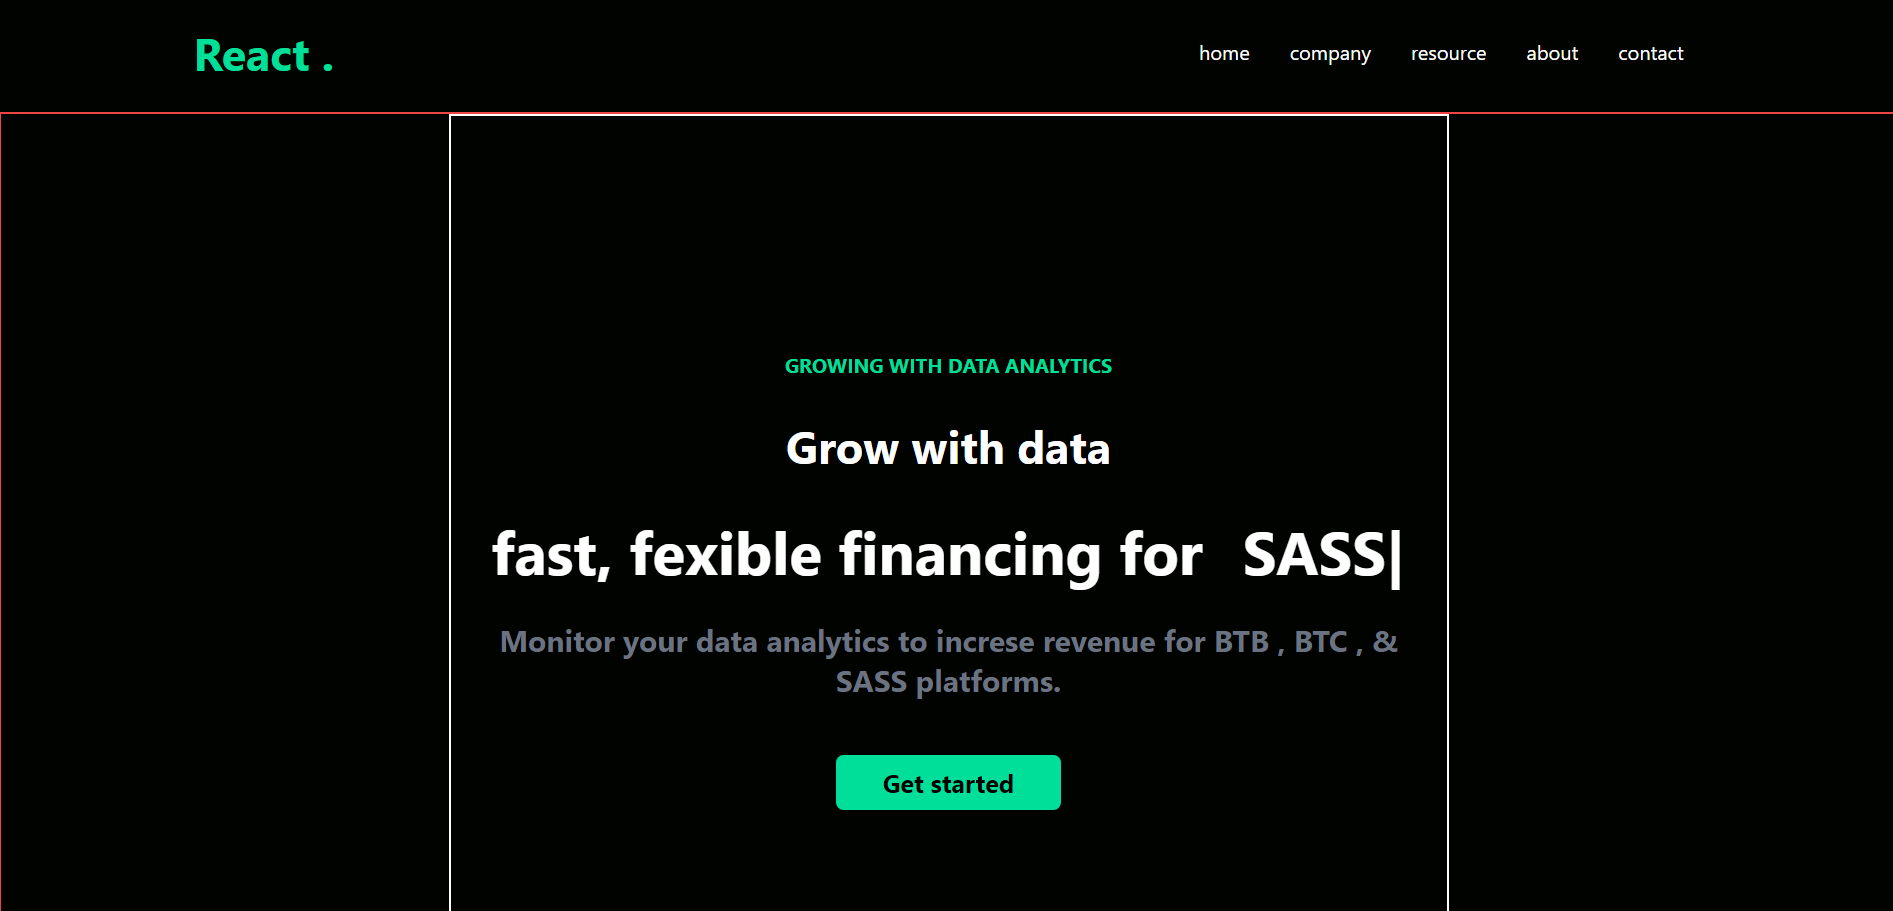 React .
home company resource about contact
GROWING WITH DATA ANALYTICS
Grow with data
fast, fexible financing for SASS|
Monitor your data analytics to increse revenue for BTB , BTC , &
SASS platforms.
Get started